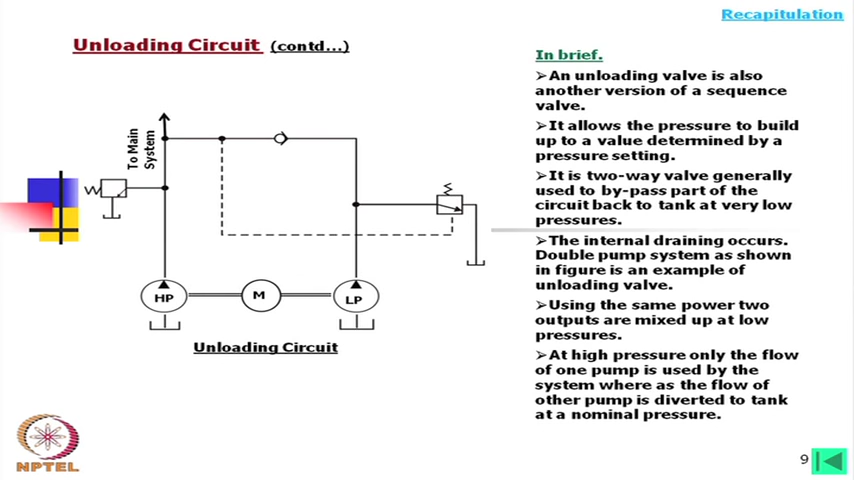 Recapitulation
Unloading Circuit (contd...)
To Main
System
HP
M
LP
Unloading Circuit
In brief.
➢An unloading valve is also
another version of a sequence
valve.
➢It allows the pressure to build
up to a value determined by a
pressure setting.
➢It is two-way valve generally
used to by-pass part of the
circuit back to tank at very low
pressures.
➢The internal draining occurs.
Double pump system as shown
in figure is an example of
unloading valve.
➢Using the same power two
outputs are mixed up at low
pressures.
➢At high pressure only the flow
of one pump is used by the
system where as the flow of
other pump is diverted to tank
at a nominal pressure.
NPTEL
9